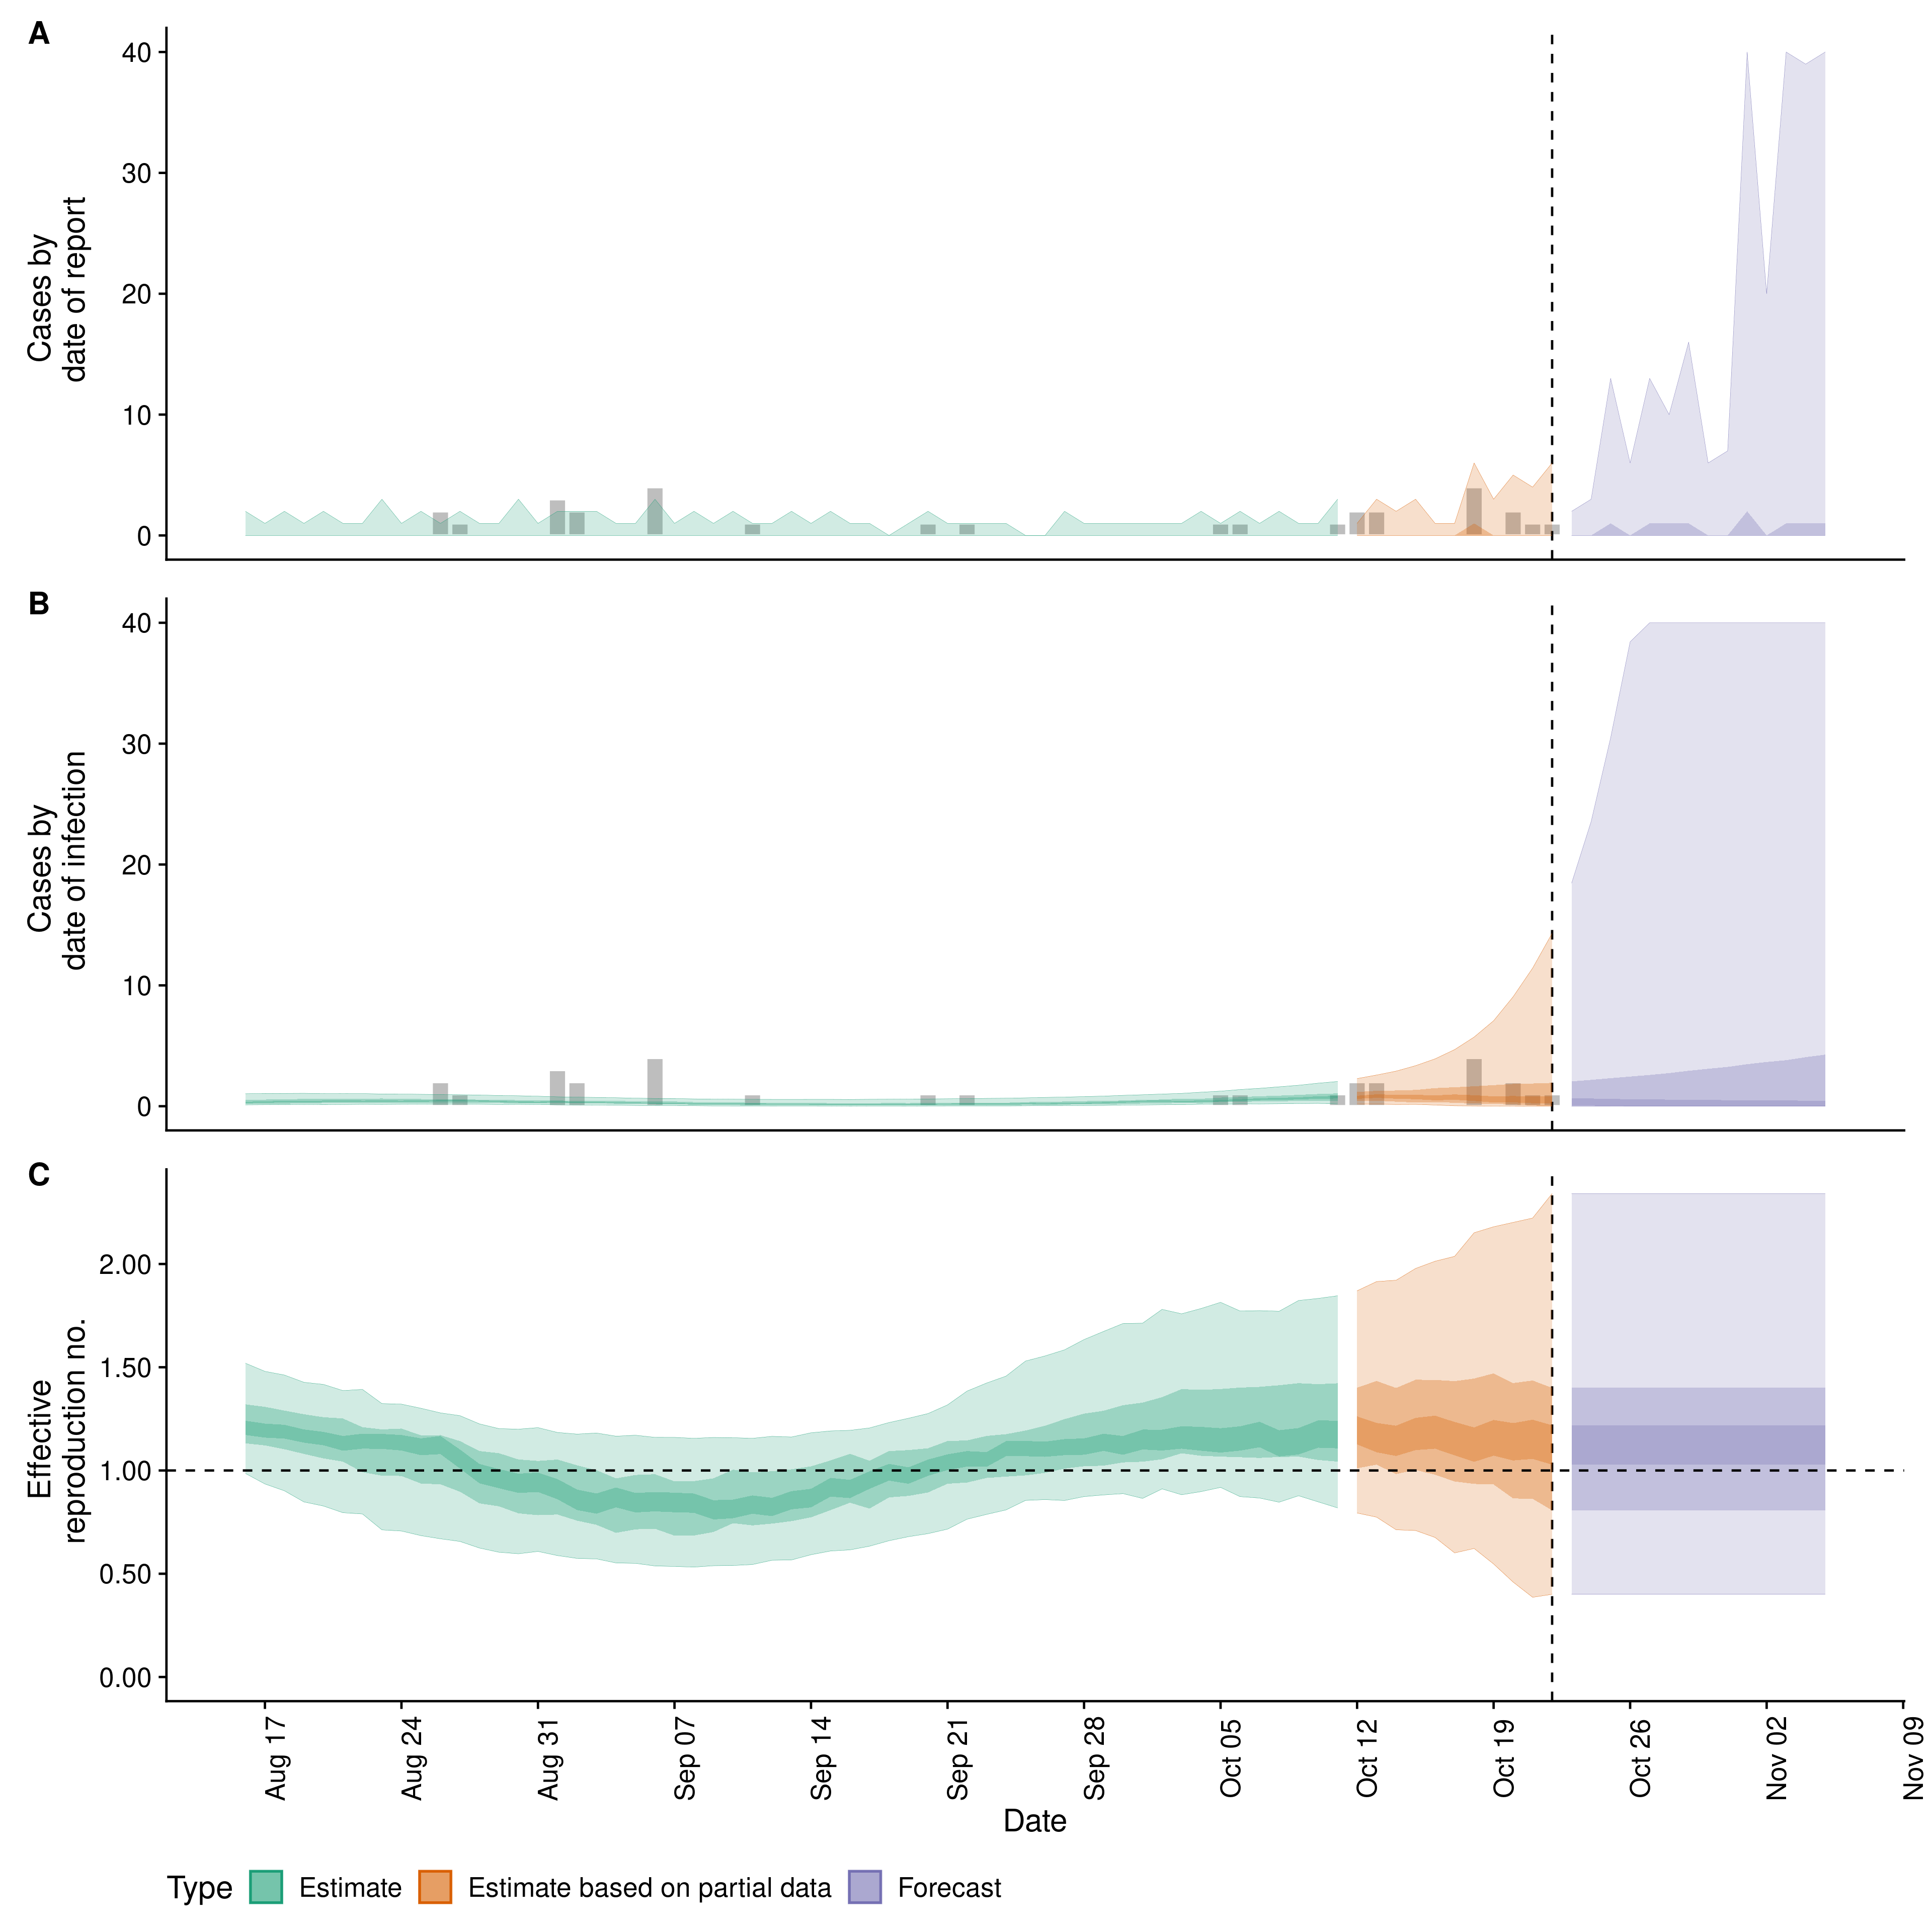 A
Cases by
date of report
40
30
20
10
0
B
Cases by
date of infection
40
30
20
10
0
C
Effective
reproduction no.
2.00
1.50
1.00
0.50
0.00
Aug 17
Aug 24
Aug 31
Sep 07
Sep 14
Sep 21
Sep 28
Oct 05
Oct 12
Oct 19
Oct 26
Nov 02
Nov 09
Date
Type Estimate Estimate based on partial data Forecast